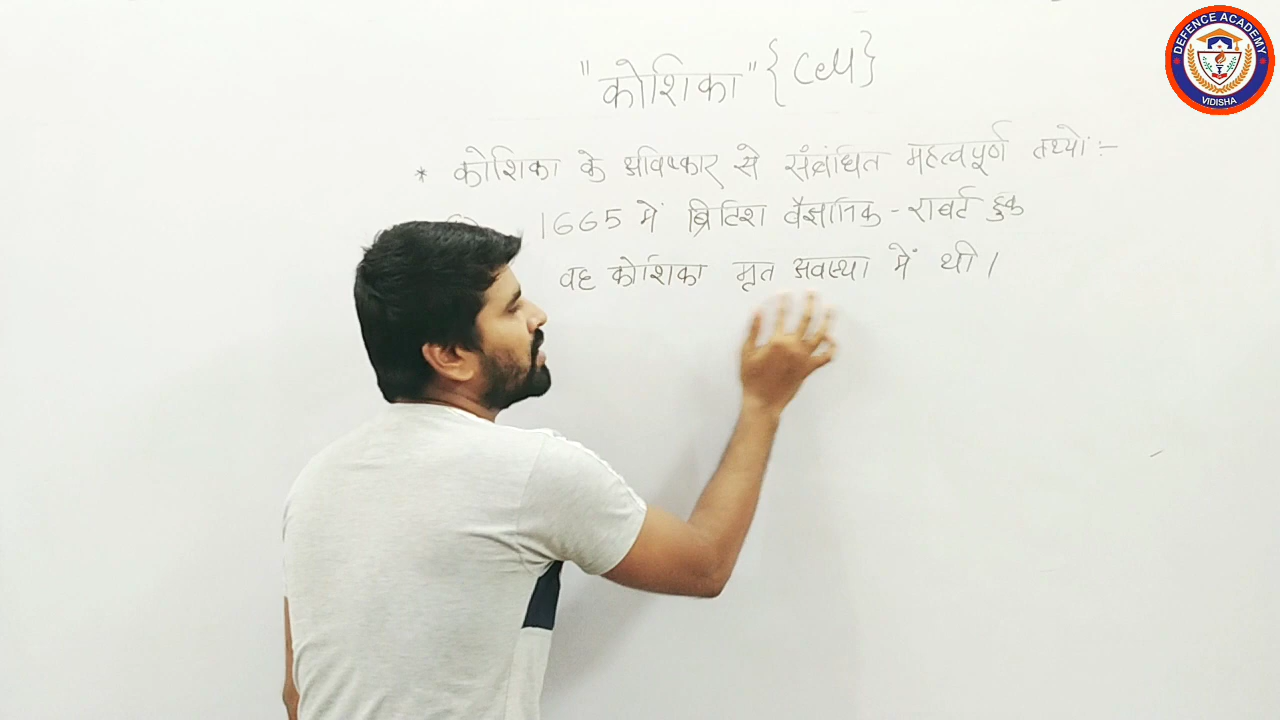 "कोशिका" {Cell}
* कोशिका के अविष्कार से संबंधित महत्वपूर्ण तथ्यों :-
1665 में ब्रिटिश वैज्ञानिक - राबर्ट हुक
वह कोशिका मृत अवस्था में थी।
DEFENCE ACADEMY
VIDISHA